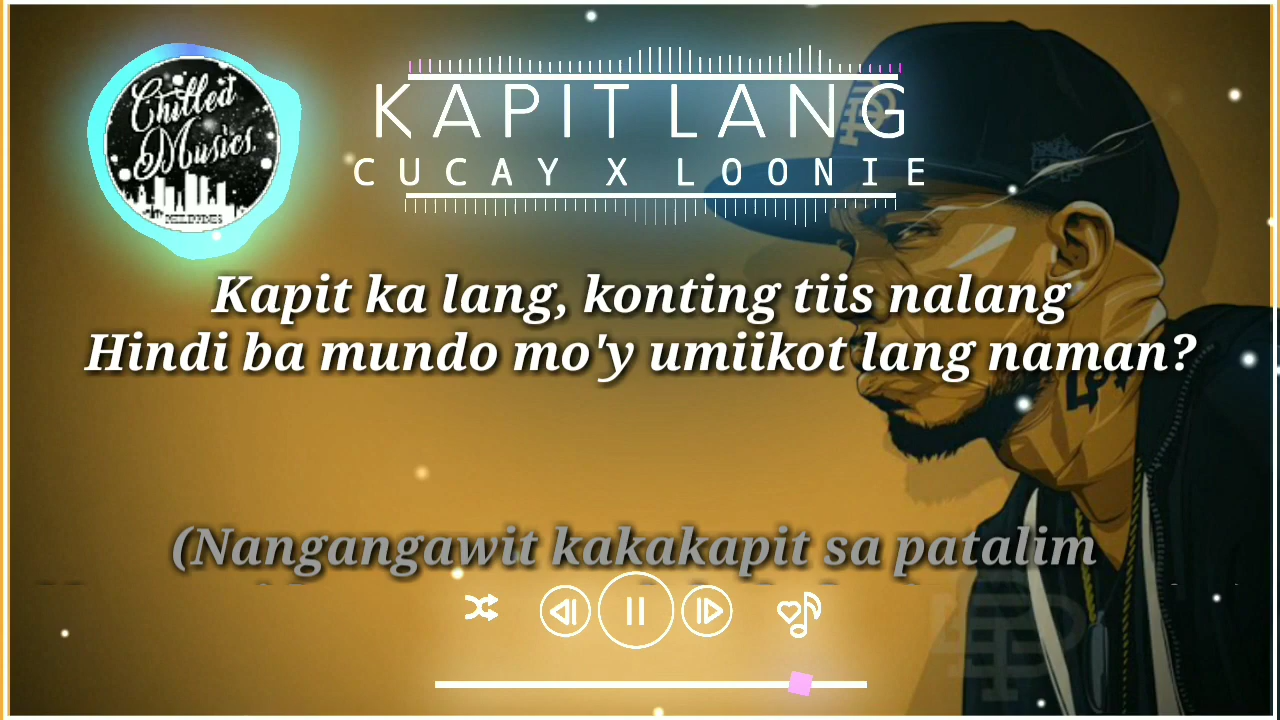 Chilled
Musics
PHILIPPINES
KAPIT LANG
CUCAY X LOONIE
Kapit ka lang, konting tiis nalang
Hindi ba mundo mo'y umiikot lang naman?
(Nangangawit kakakapit sa patalim